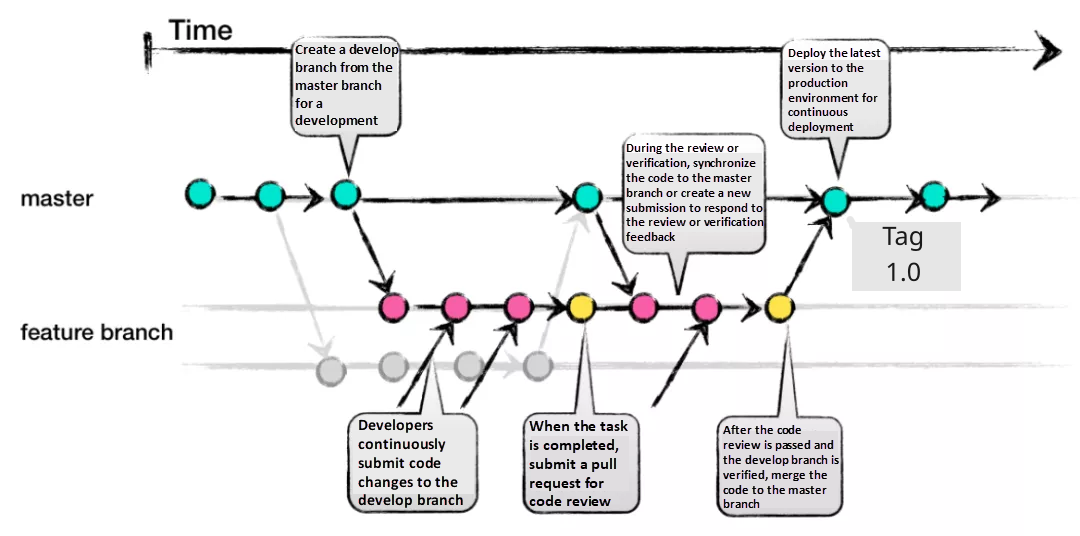 Time
Create a develop
branch from the
master branch
for a
development
Deploy the latest
version to the
production
environment for
continuous
deployment
During the review or
verification, synchronize
the code to the master
branch or create a new
submission to respond to
the review or verification
feedback
master
Tag
1.0
feature branch
Developers
continuously
submit code
changes to the
develop branch
When the task
is completed,
submit a pull
request for
code review
After the code
review is passed and
the develop branch is
verified, merge the
code to the master
branch